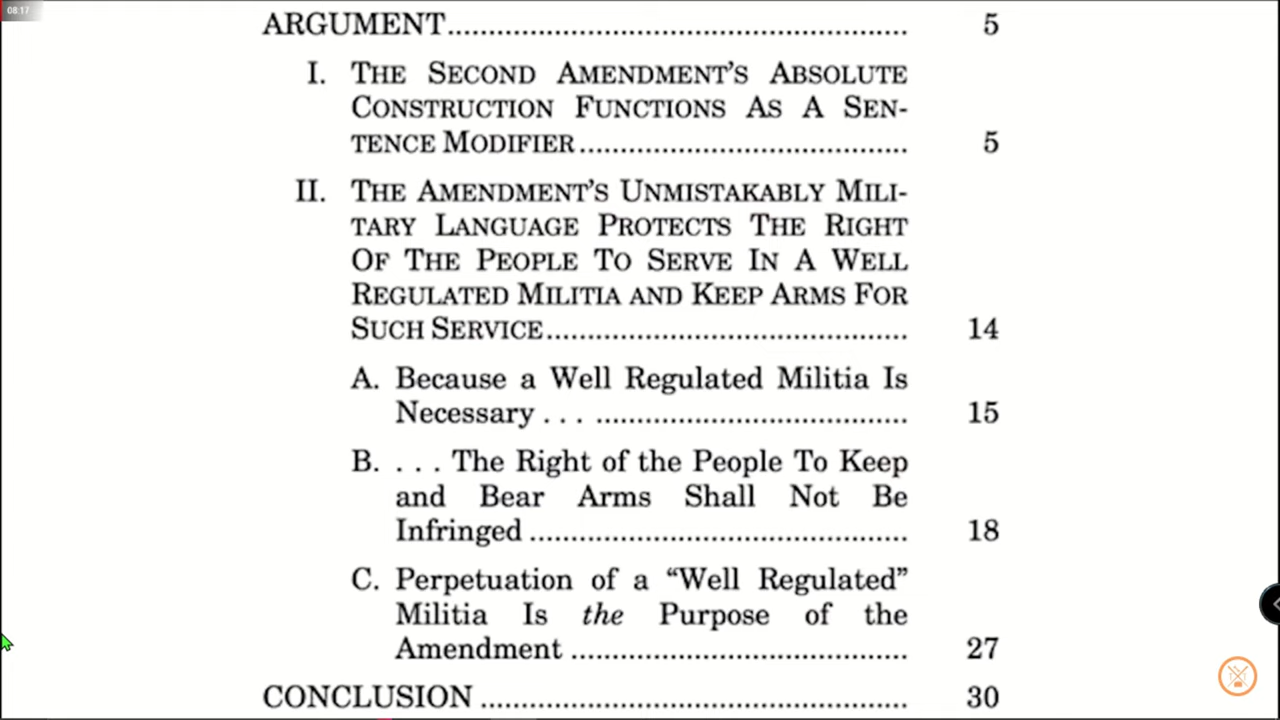 08:17
ARGUMENT........................................................ 5
I. THE SECOND AMENDMENT'S ABSOLUTE
CONSTRUCTION FUNCTIONS AS A SEN-
TENCE MODIFIER........................................ 5
II. THE AMENDMENT'S UNMISTAKABLY MILI-
TARY LANGUAGE PROTECTS THE RIGHT
OF THE PEOPLE TO SERVE IN A WELL
REGULATED MILITIA AND KEEP ARMS FOR
SUCH SERVICE............................................ 14
A. Because a Well Regulated Militia Is
Necessary . . . ...................................... 15
B. . . . The Right of the People To Keep
and Bear Arms Shall Not Be
Infringed .............................................. 18
C. Perpetuation of a “Well Regulated”
Militia Is the Purpose of the
Amendment ......................................... 27
CONCLUSION .................................................... 30